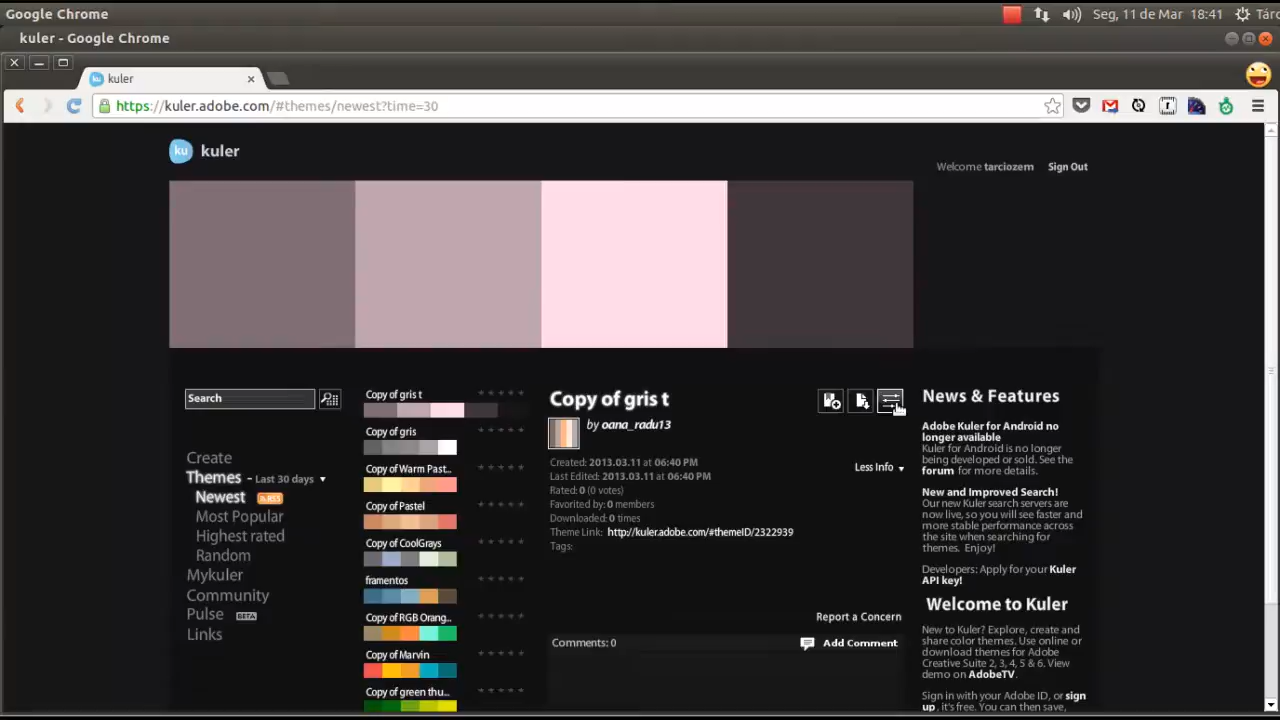 Google Chrome
Seg, 11 de Mar 18:41 Tárc
kuler - Google Chrome
kuler
https://kuler.adobe.com/#themes/newest?time=30
ku kuler
Welcome tarciozem Sign Out
Search
Create
Themes - Last 30 days
Newest RSS
Most Popular
Highest rated
Random
Mykuler
Community
Pulse BETA
Links
Copy of gris t
Copy of gris
Copy of Warm Past...
Copy of Pastel
Copy of CoolGrays
framentos
Copy of RGB Orang...
Copy of Marvin
Copy of green thu...
Copy of gris t
by oana_radu13
Created: 2013.03.11 at 06:40 PM
Last Edited: 2013.03.11 at 06:40 PM
Rated: 0 (0 votes)
Favorited by: 0 members
Downloaded: 0 times
Theme Link: http://kuler.adobe.com/#themeID/2322939
Tags:
Less Info
Report a Concern
Comments: 0
Add Comment
News & Features
Adobe Kuler for Android no
longer available
Kuler for Android is no longer
being developed or sold. See the
forum for more details.
New and Improved Search!
Our new Kuler search servers are
now live, so you will see faster and
more stable performance across
the site when searching for
themes. Enjoy!
Developers: Apply for your Kuler
API key!
Welcome to Kuler
New to Kuler? Explore, create and
share color themes. Use online or
download themes for Adobe
Creative Suite 2, 3, 4, 5 & 6. View
demo on AdobeTV.
Sign in with your Adobe ID, or sign
up, it's free. You can then save,